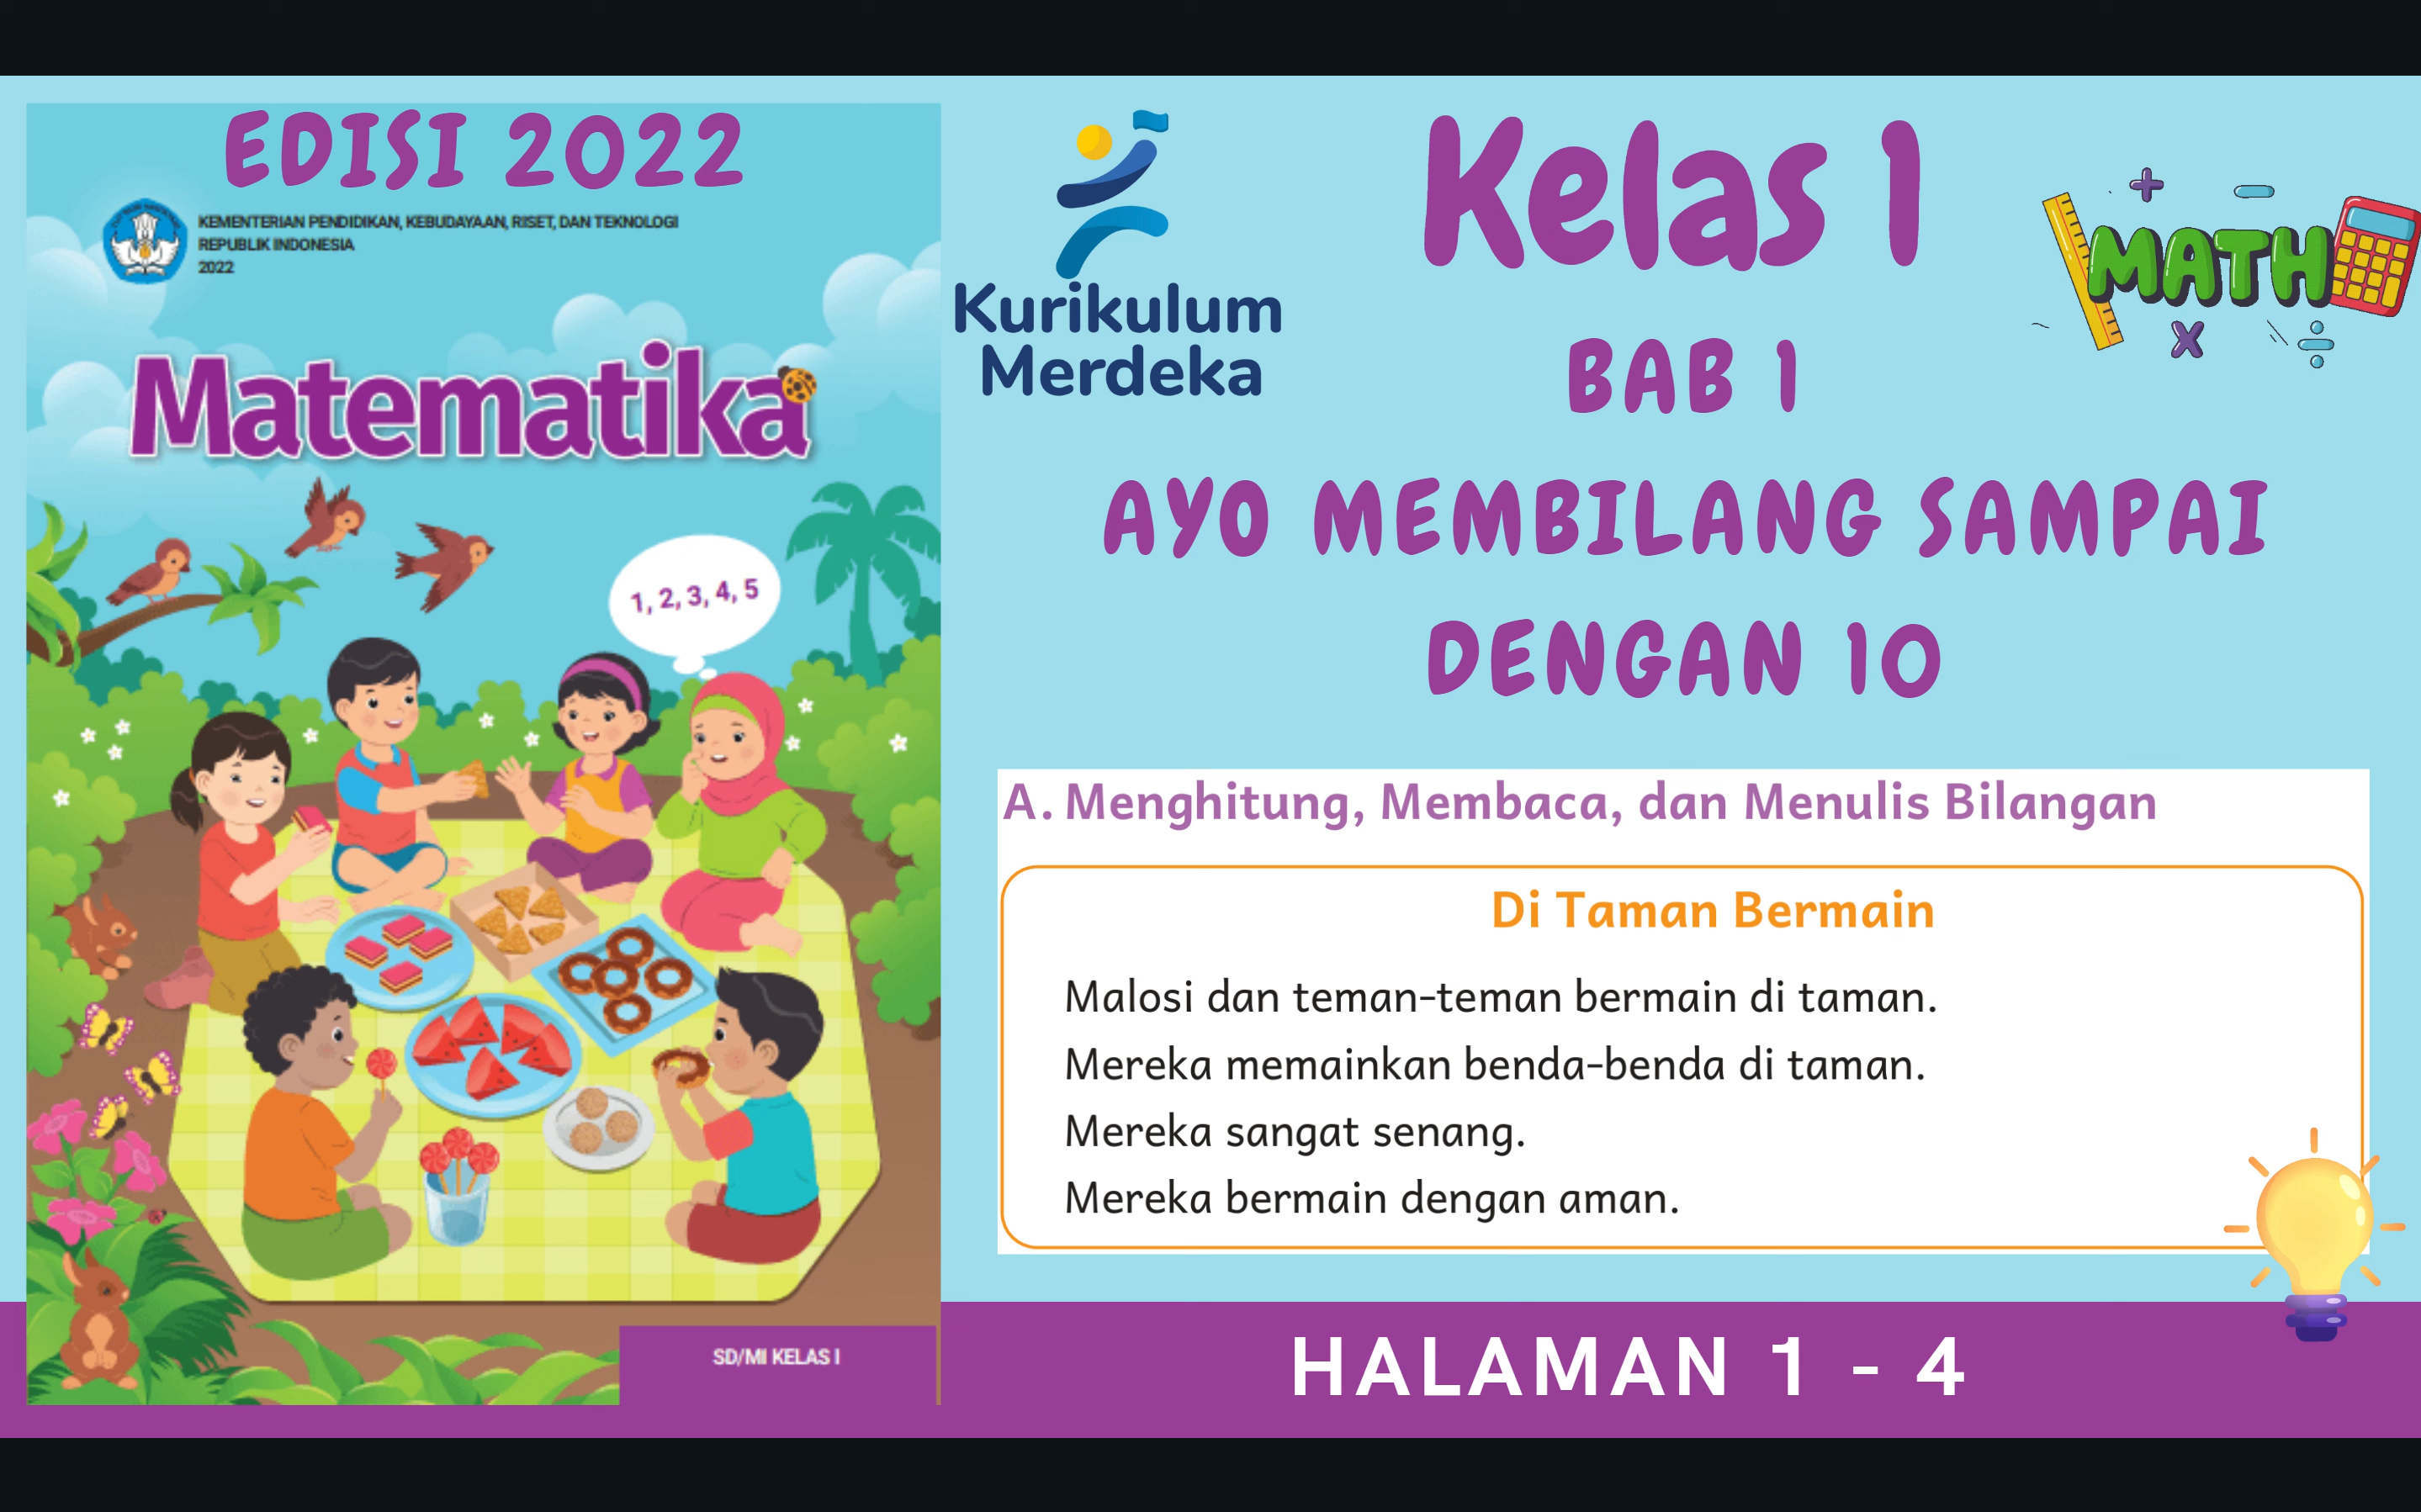 EDISI 2022
KEMENTERIAN PENDIDIKAN, KEBUDAYAAN, RISET, DAN TEKNOLOGI
REPUBLIK INDONESIA
2022
Matematika
1, 2, 3, 4, 5
SD/MI KELAS I
Kurikulum
Merdeka
Kelas 1
MATH
BAB 1
AYO MEMBILANG SAMPAI
DENGAN 10
A. Menghitung, Membaca, dan Menulis Bilangan
Di Taman Bermain
Malosi dan teman-teman bermain di taman.
Mereka memainkan benda-benda di taman.
Mereka sangat senang.
Mereka bermain dengan aman.
HALAMAN 1 - 4